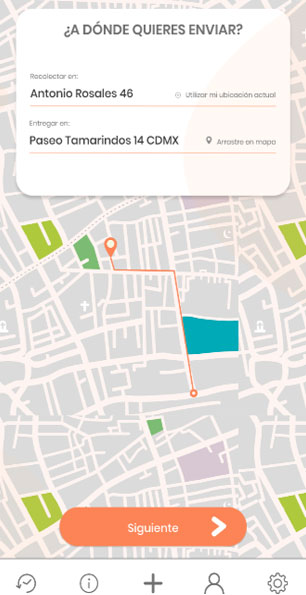 ¿A DÓNDE QUIERES ENVIAR?
Recolectar en:
Antonio Rosales 46 Utilizar mi ubicación actual
Entregar en:
Paseo Tamarindos 14 CDMX Arrastre en mapa
Siguiente